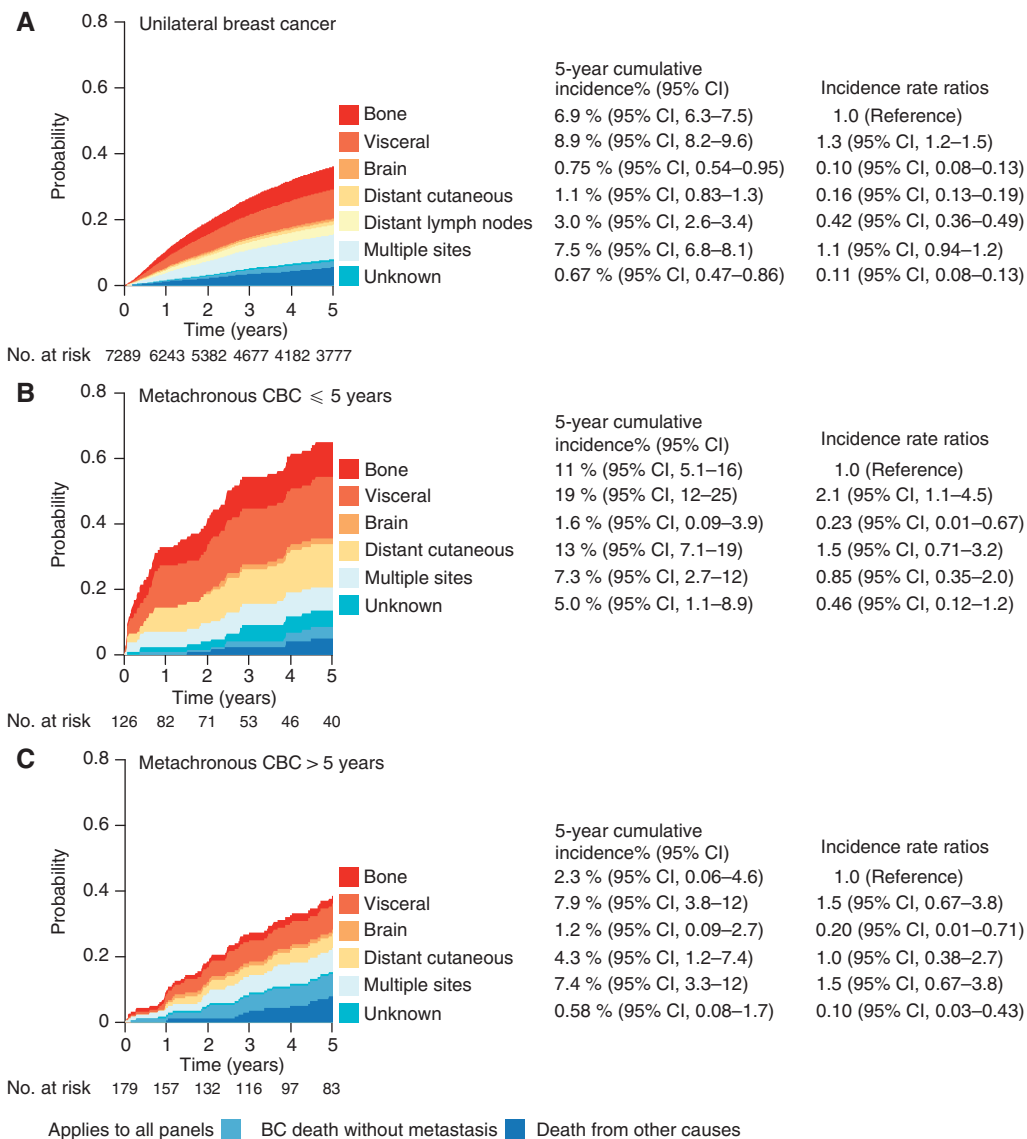 A Unilateral breast cancer
0.8
0.6
0.4
0.2
0
Probability
0 1 2 3 4 5
Time (years)
No. at risk 7289 6243 5382 4677 4182 3777
5-year cumulative
incidence% (95% CI) Incidence rate ratios
Bone 6.9 % (95% CI, 6.3–7.5) 1.0 (Reference)
Visceral 8.9 % (95% CI, 8.2–9.6) 1.3 (95% CI, 1.2–1.5)
Brain 0.75 % (95% CI, 0.54–0.95) 0.10 (95% CI, 0.08–0.13)
Distant cutaneous 1.1 % (95% CI, 0.83–1.3) 0.16 (95% CI, 0.13–0.19)
Distant lymph nodes 3.0 % (95% CI, 2.6–3.4) 0.42 (95% CI, 0.36–0.49)
Multiple sites 7.5 % (95% CI, 6.8–8.1) 1.1 (95% CI, 0.94–1.2)
Unknown 0.67 % (95% CI, 0.47–0.86) 0.11 (95% CI, 0.08–0.13)
B Metachronous CBC ⩽ 5 years
0.8
0.6
0.4
0.2
0
Probability
0 1 2 3 4 5
Time (years)
No. at risk 126 82 71 53 46 40
5-year cumulative
incidence% (95% CI) Incidence rate ratios
Bone 11 % (95% CI, 5.1–16) 1.0 (Reference)
Visceral 19 % (95% CI, 12–25) 2.1 (95% CI, 1.1–4.5)
Brain 1.6 % (95% CI, 0.09–3.9) 0.23 (95% CI, 0.01–0.67)
Distant cutaneous 13 % (95% CI, 7.1–19) 1.5 (95% CI, 0.71–3.2)
Multiple sites 7.3 % (95% CI, 2.7–12) 0.85 (95% CI, 0.35–2.0)
Unknown 5.0 % (95% CI, 1.1–8.9) 0.46 (95% CI, 0.12–1.2)
C Metachronous CBC > 5 years
0.8
0.6
0.4
0.2
0
Probability
0 1 2 3 4 5
Time (years)
No. at risk 179 157 132 116 97 83
5-year cumulative
incidence% (95% CI) Incidence rate ratios
Bone 2.3 % (95% CI, 0.06–4.6) 1.0 (Reference)
Visceral 7.9 % (95% CI, 3.8–12) 1.5 (95% CI, 0.67–3.8)
Brain 1.2 % (95% CI, 0.09–2.7) 0.20 (95% CI, 0.01–0.71)
Distant cutaneous 4.3 % (95% CI, 1.2–7.4) 1.0 (95% CI, 0.38–2.7)
Multiple sites 7.4 % (95% CI, 3.3–12) 1.5 (95% CI, 0.67–3.8)
Unknown 0.58 % (95% CI, 0.08–1.7) 0.10 (95% CI, 0.03–0.43)
Applies to all panels BC death without metastasis Death from other causes